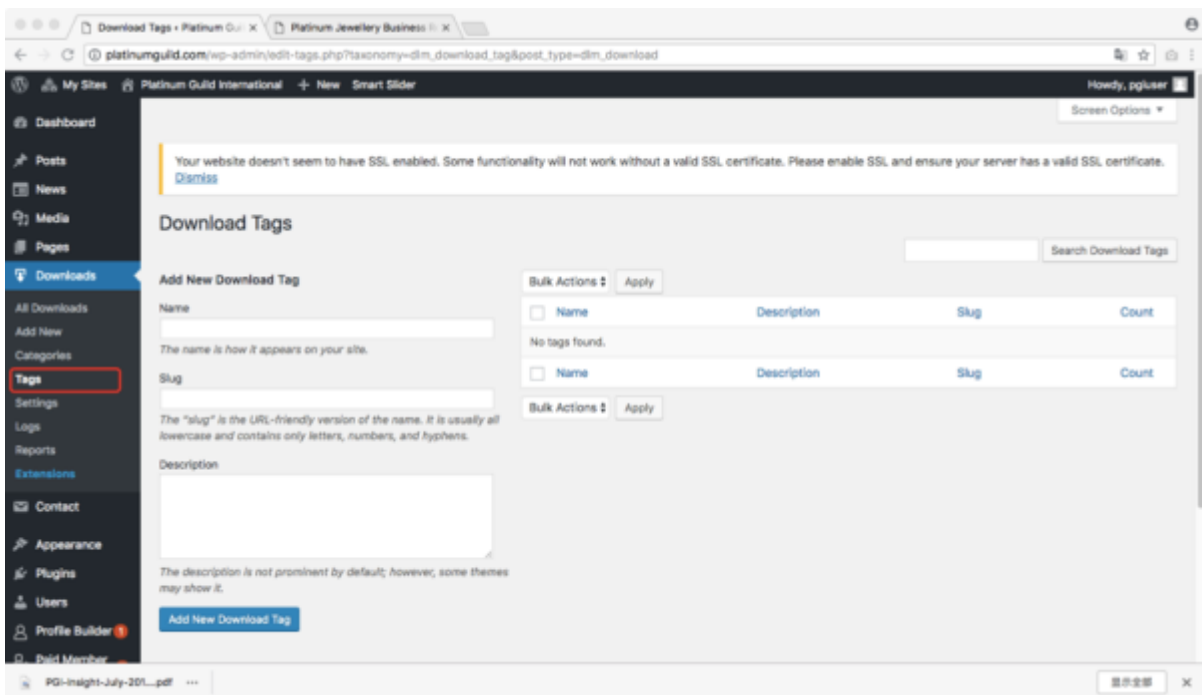 Download Tags ‹ Platinum Gui
Platinum Jewellery Business R
platinumguild.com/wp-admin/edit-tags.php?taxonomy=dlm_download_tag&post_type=dlm_download
My Sites Platinum Guild International + New Smart Slider Howdy, pgiuser
Screen Options ▼
Dashboard
Posts
News
Media
Pages
Downloads
All Downloads
Add New
Categories
Tags
Settings
Logs
Reports
Extensions
Contact
Appearance
Plugins
Users
Profile Builder 1
Paid Member
Your website doesn't seem to have SSL enabled. Some functionality will not work without a valid SSL certificate. Please enable SSL and ensure your server has a valid SSL certificate.
Dismiss
Download Tags
Search Download Tags
Add New Download Tag
Name
The name is how it appears on your site.
Slug
The "slug" is the URL-friendly version of the name. It is usually all
lowercase and contains only letters, numbers, and hyphens.
Description
The description is not prominent by default; however, some themes
may show it.
Add New Download Tag
Bulk Actions Apply
Name Description Slug Count
No tags found.
Name Description Slug Count
Bulk Actions Apply
PGI-Insight-July-201....pdf
显示全部